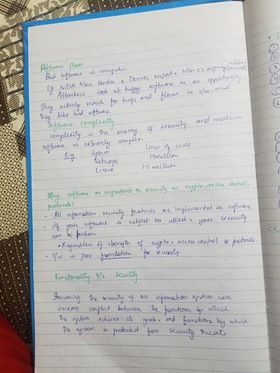 Software flaws
Bad software is everywhere
Eg. NASA Mars Lander, Denver airport, MV-22 
Attackers look at buggy software as an opportunity
They actively search for bugs and flaws in s/w, and
They like bad software.
Software complexity
Complexity is the enemy of security and modern
software is extremely complex.
Eg. System Lines of code
Netscape 17 million
Linux 1.5 million
Why software as important to security as crypto, access control,
protocols?
- All information security features are implemented in software
- If your software is subject to attack, your security
can be broken
• Regardless of strength of crypto, access control or protocols
- S/w is poor foundation for security
Functionality v/s Security
the security of an information system
conflict between the functions by which
the system achieves its goals, and functions by which
the system is protected from security threats